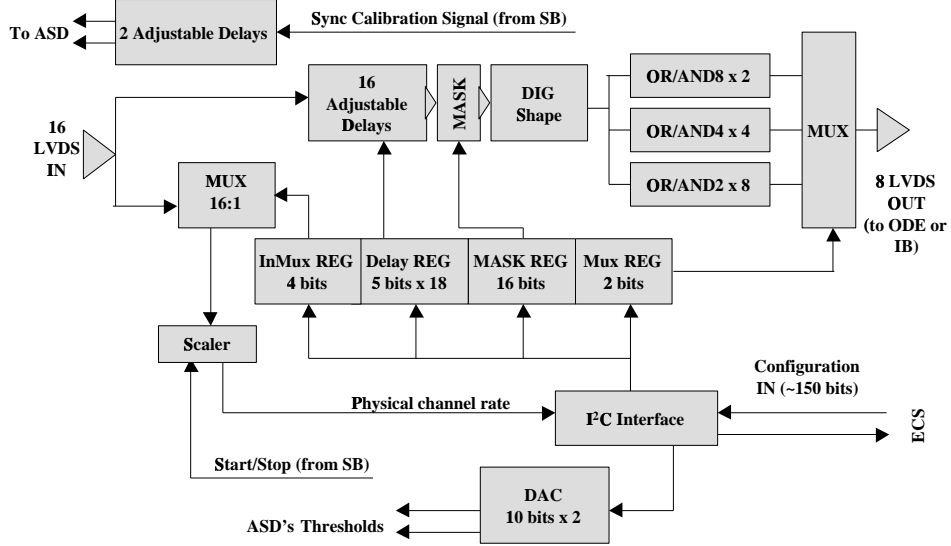 Sync Calibration Signal (from SB)
To ASD
2 Adjustable Delays
16
Adjustable
Delays
MASK
DIG
Shape
OR/AND8 x 2
OR/AND4 x 4
OR/AND2 x 8
MUX
16
LVDS
IN
MUX
16:1
8 LVDS
OUT
(to ODE or
IB)
InMux REG
4 bits
Delay REG
5 bits x 18
MASK REG
16 bits
Mux REG
2 bits
Scaler
Configuration
IN (~150 bits)
Physical channel rate
I²C Interface
ECS
Start/Stop (from SB)
DAC
10 bits x 2
ASD's Thresholds